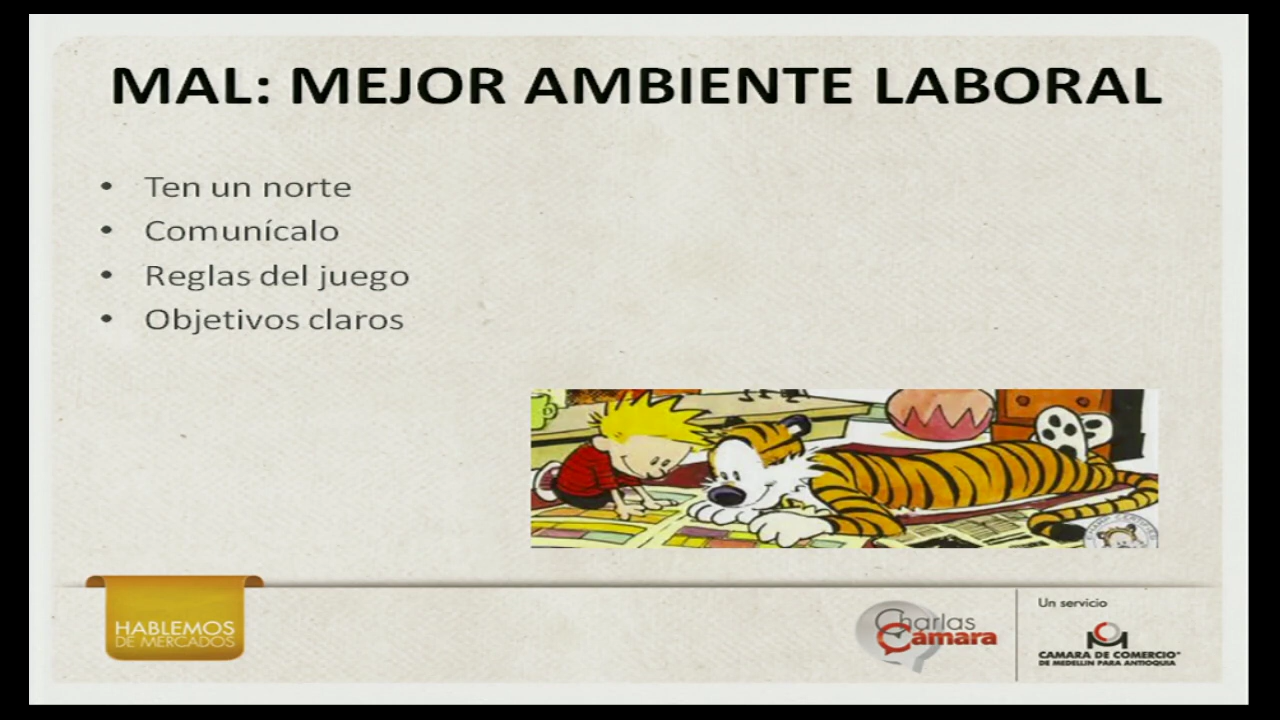 MAL: MEJOR AMBIENTE LABORAL
• Ten un norte
• Comunícalo
• Reglas del juego
• Objetivos claros
HABLEMOS
DE MERCADOS
Charlas
Cámara
Un servicio
CAMARA DE COMERCIO
DE MEDELLIN PARA ANTIOQUIA